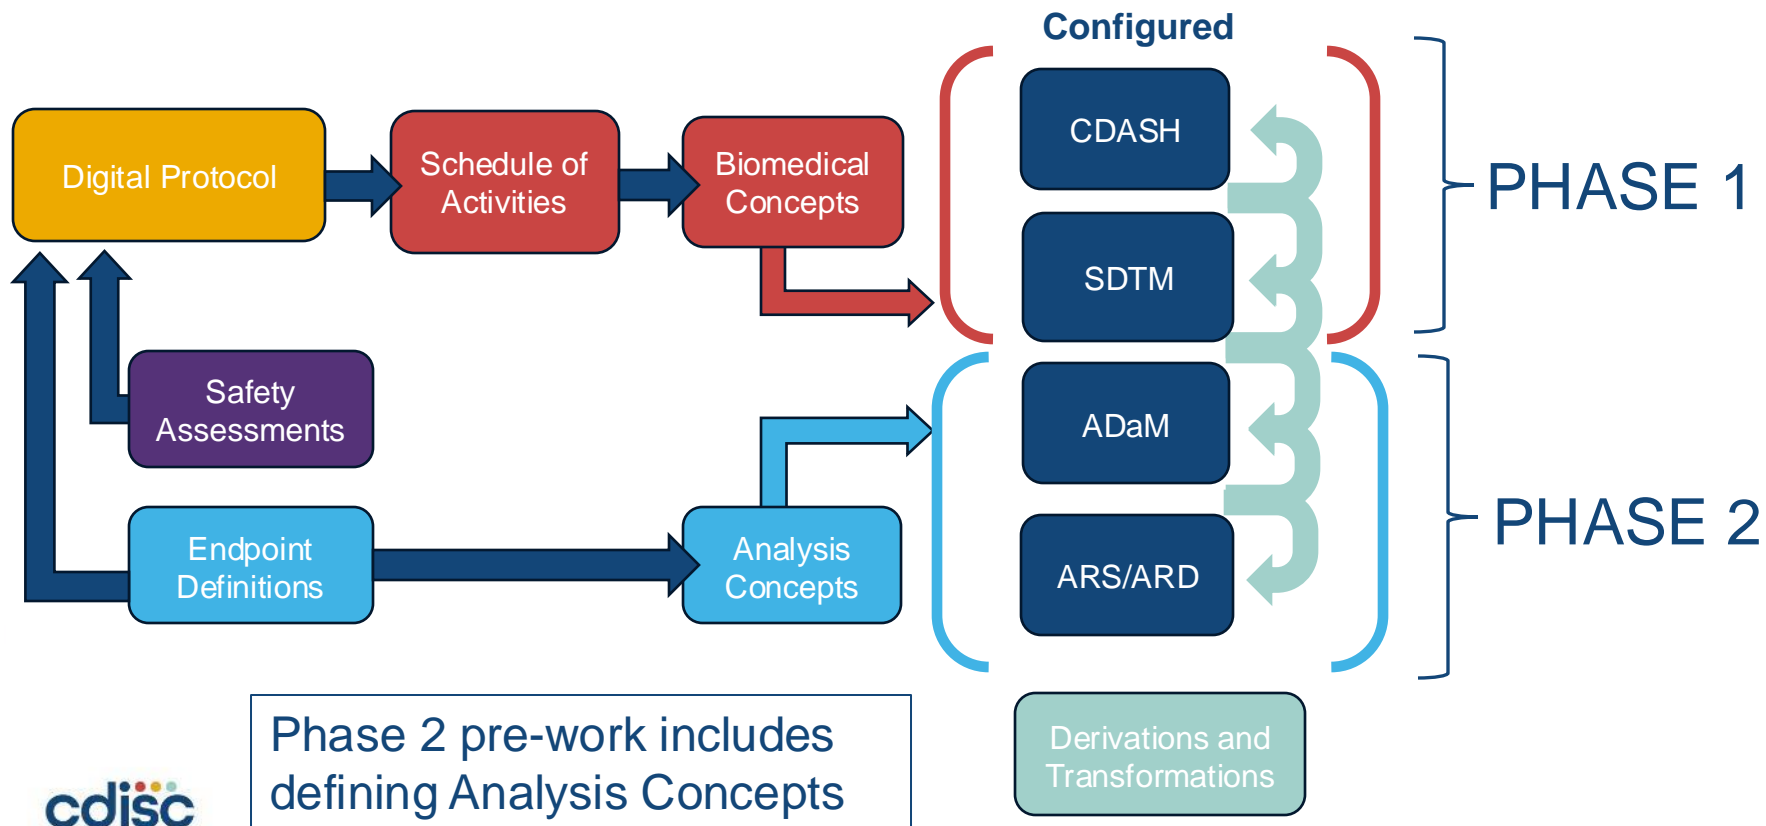 Configured
CDASH
Digital Protocol
Schedule of
Activities
Biomedical
Concepts
PHASE 1
SDTM
Safety
Assessments
ADaM
Endpoint
Definitions
Analysis
Concepts
ARS/ARD
PHASE 2
Phase 2 pre-work includes
defining Analysis Concepts
Derivations and
Transformations
cdisc